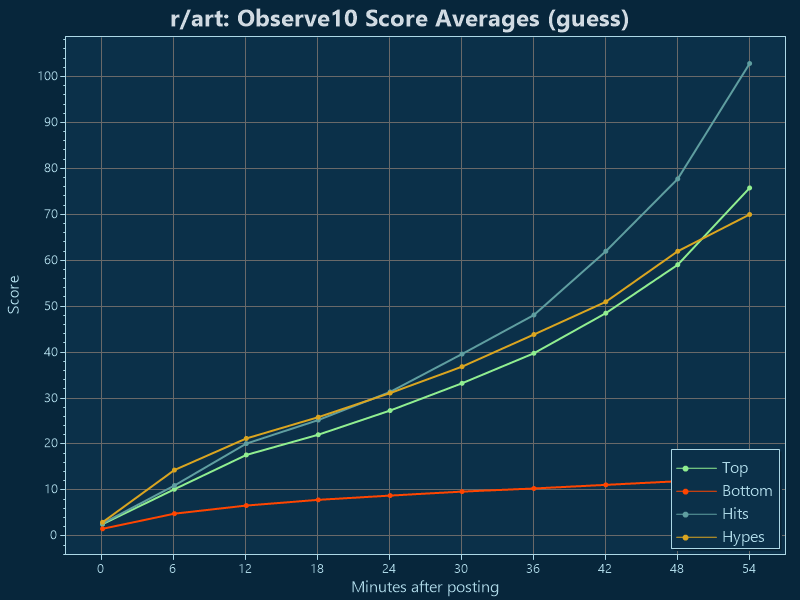 r/art: Observe10 Score Averages (guess)
100
90
80
70
60
50
40
30
20
10
0
Score
Top
Bottom
Hits
Hypes
0 6 12 18 24 30 36 42 48 54
Minutes after posting